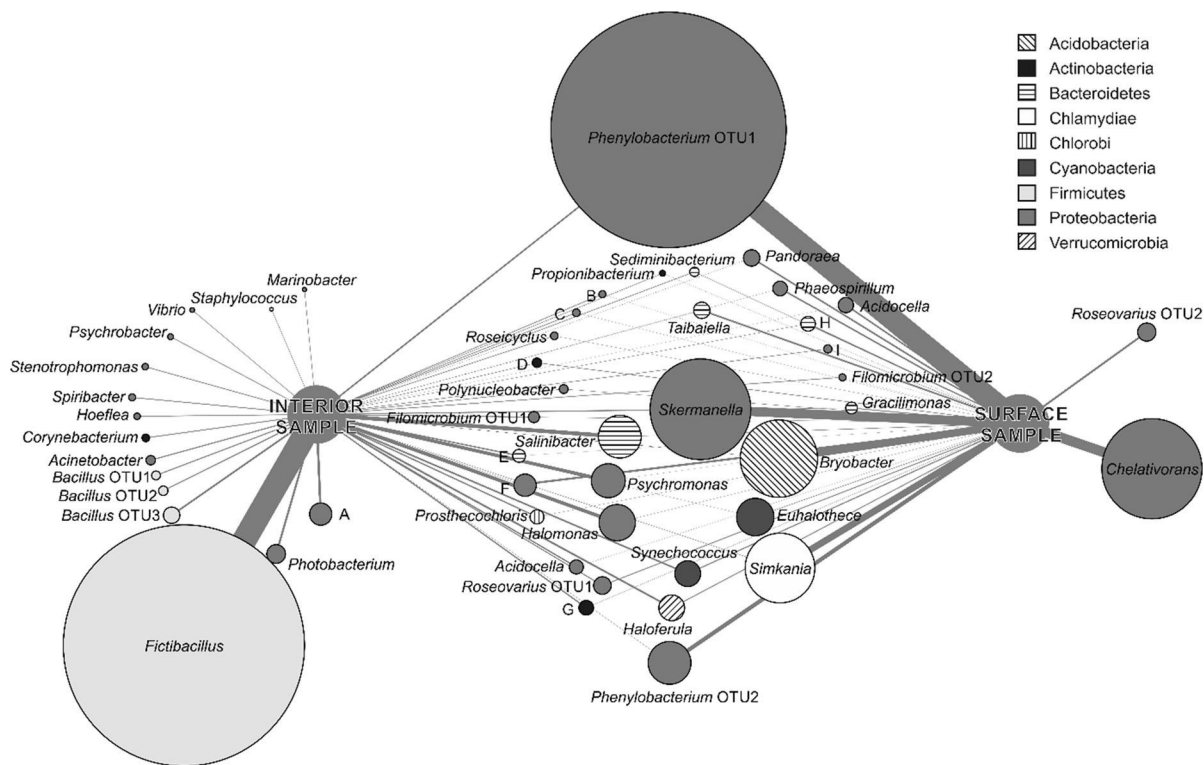 Acidobacteria
Actinobacteria
Bacteroidetes
Chlamydiae
Chlorobi
Cyanobacteria
Firmicutes
Proteobacteria
Verrucomicrobia
Phenylobacterium OTU1
Sediminibacterium
Pandoraea
Propionibacterium
Marinobacter
Staphylococcus
Vibrio
B
Phaeospirillum
C
Acidocella
Taibaiella
H
Roseovarius OTU2
Psychrobacter
Roseicyclus
I
Stenotrophomonas
D
Filomicrobium OTU2
Polynucleobacter
Spiribacter
INTERIOR
SAMPLE
Skermanella
Gracilimonas
SURFACE
SAMPLE
Hoeflea
Filomicrobium OTU1
Corynebacterium
Salinibacter
Acinetobacter
E
Bryobacter
Chelativorans
Bacillus OTU1
Psychromonas
Bacillus OTU2
F
Bacillus OTU3
A
Prosthecochloris
Halomonas
Euhalothece
Photobacterium
Synechococcus
Acidocella
Simkania
Roseovarius OTU1
G
Haloferula
Fictibacillus
Phenylobacterium OTU2